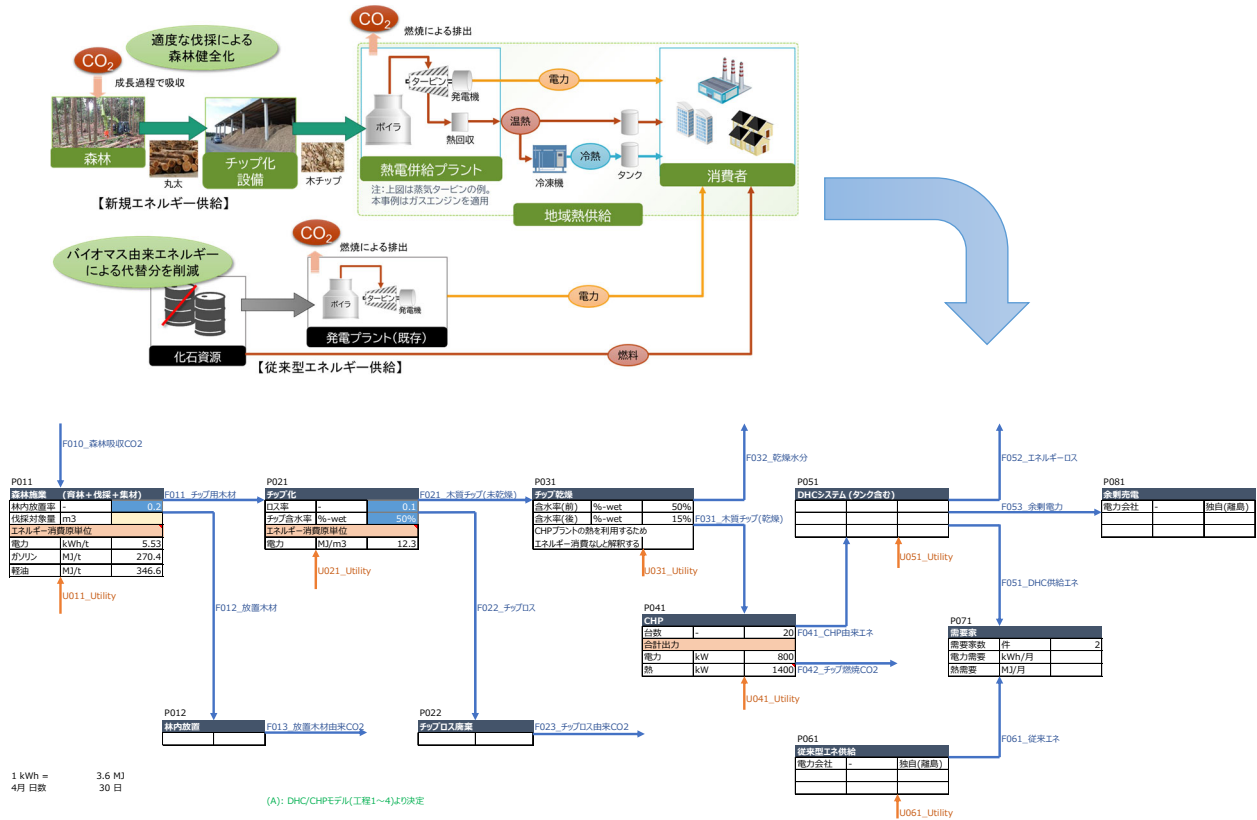 適度な伐採による
森林健全化
CO2
成長過程で吸収
森林
丸太
チップ化
設備
木チップ
【新規エネルギー供給】
CO2
燃焼による排出
ボイラ
タービン
発電機
熱回収
熱電併給プラント
注：上図は蒸気タービンの例。
本事例はガスエンジンを適用
電力
温熱
冷熱
冷凍機
タンク
消費者
地域熱供給
バイオマス由来エネルギー
による代替分を削減
CO2
燃焼による排出
ボイラ
タービン
発電機
発電プラント(既存)
化石資源
電力
燃料
【従来型エネルギー供給】
F010_森林吸収CO2
P011
森林施業 (育林+伐採+集材)
林内放置率 - 0.2
伐採対象量 m3
エネルギー消費原単位
電力 kWh/t 5.53
ガソリン MJ/t 270.4
軽油 MJ/t 346.6
U011_Utility
F011_チップ用木材
F012_放置木材
P012
林内放置
F013_放置木材由来CO2
P021
チップ化
ロス率 - 0.1
チップ含水率 %-wet 50%
エネルギー消費原単位
電力 MJ/m3 12.3
U021_Utility
F021_木質チップ(未乾燥)
F022_チップロス
P022
チップロス廃棄
F023_チップロス由来CO2
P031
チップ乾燥
含水率(前) %-wet 50%
含水率(後) %-wet 15%
CHPプラントの熱を利用するため
エネルギー消費なしと解釈する
U031_Utility
F032_乾燥水分
F031_木質チップ(乾燥)
P041
CHP
台数 - 20
合計出力
電力 kW 800
熱 kW 1400
U041_Utility
F041_CHP由来エネ
F042_チップ燃焼CO2
P051
DHCシステム (タンク含む)
U051_Utility
F052_エネルギーロス
F053_余剰電力
F051_DHC供給エネ
P081
余剰売電
電力会社 - 独自(離島)
P071
需要家
需要家数 件 2
電力需要 kWh/月
熱需要 MJ/月
F061_従来エネ
P061
従来型エネ供給
電力会社 - 独自(離島)
U061_Utility
1 kWh = 3.6 MJ
4月 日数 30 日
(A): DHC/CHPモデル(工程1～4)より決定